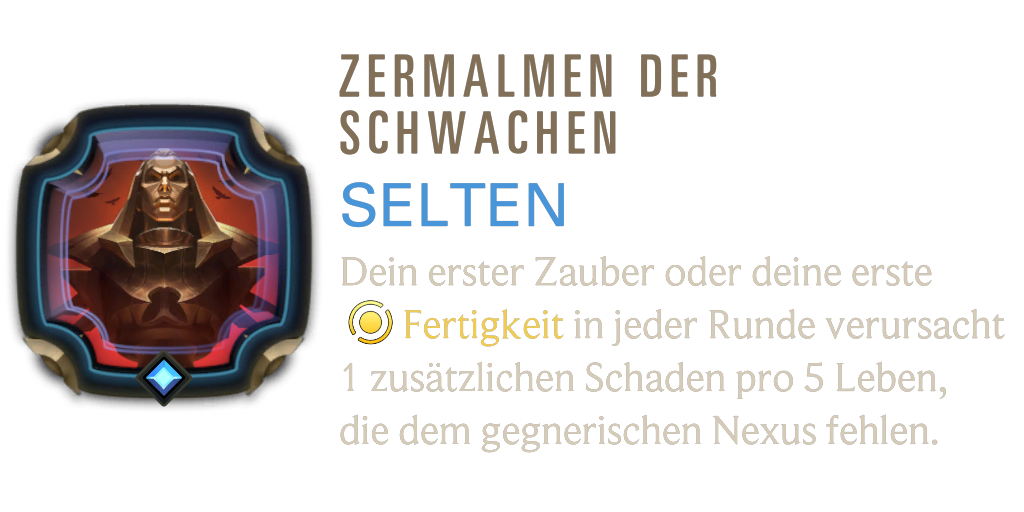 ZERMALMEN DER
SCHWACHEN
SELTEN
Dein erster Zauber oder deine erste
Fertigkeit in jeder Runde verursacht
1 zusätzlichen Schaden pro 5 Leben,
die dem gegnerischen Nexus fehlen.